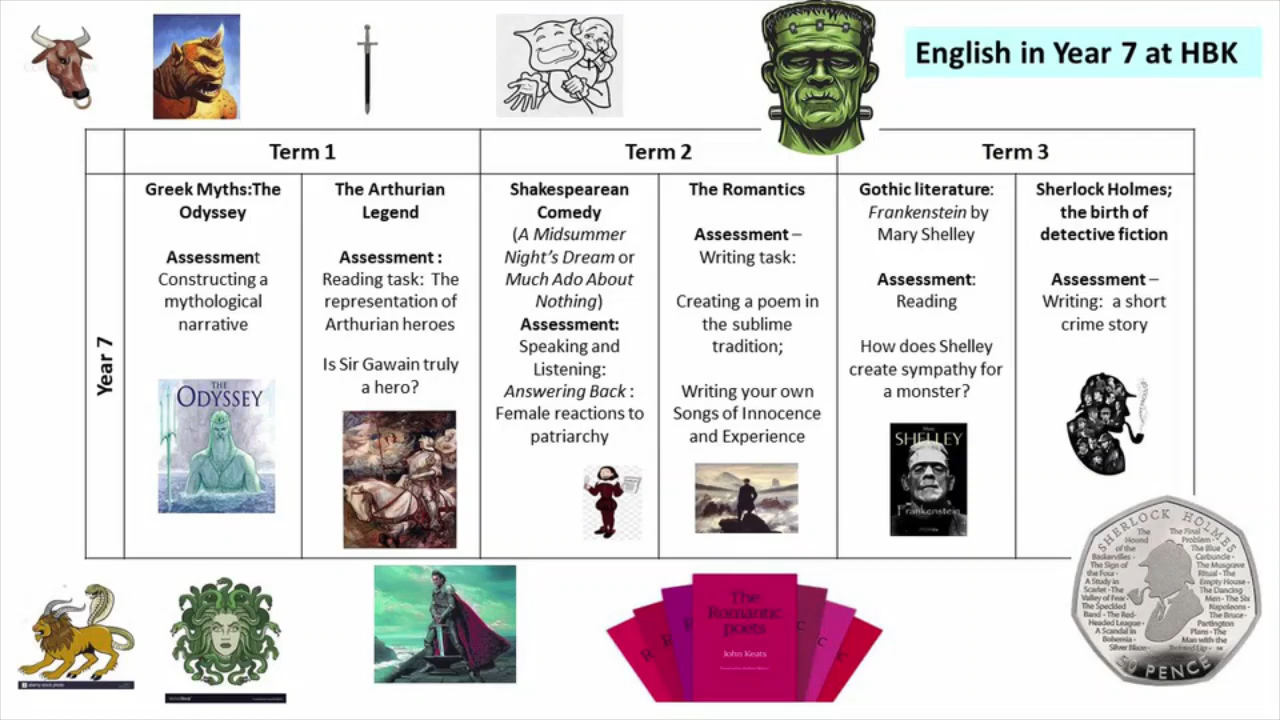 English in Year 7 at HBK
Term 1
Term 2
Term 3
Year 7
Greek Myths:The
Odyssey
Assessment
Constructing a
mythological
narrative
THE
ODYSSEY
The Arthurian
Legend
Assessment :
Reading task: The
representation of
Arthurian heroes
Is Sir Gawain truly
a hero?
Shakespearean
Comedy
(A Midsummer
Night's Dream or
Much Ado About
Nothing)
Assessment:
Speaking and
Listening:
Answering Back :
Female reactions to
patriarchy
The Romantics
Assessment –
Writing task:
Creating a poem in
the sublime
tradition;
Writing your own
Songs of Innocence
and Experience
Gothic literature:
Frankenstein by
Mary Shelley
Assessment:
Reading
How does Shelley
create sympathy for
a monster?
Mary
SHELLEY
Frankenstein
Sherlock Holmes;
the birth of
detective fiction
Assessment –
Writing: a short
crime story
The
Romantic
poets
John Keats
SHERLOCK HOLMES
The
Hound
of the
Baskervilles -
The Sign of
the Four -
A Study in
Scarlet - The
Valley of Fear -
The Speckled
Band - The Red-
Headed League -
A Scandal in
Bohemia -
Silver Blaze -
The Final
Problem -
The Blue
Carbuncle -
The Musgrave
Ritual - The
Empty House -
The Dancing
Men - The Six
Napoleons -
The Bruce-
Partington
Plans - The
Man with the
Twisted Lip -
50 PENCE